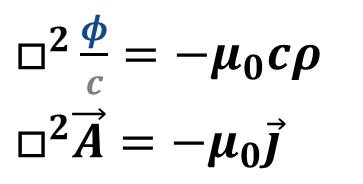 □² ϕ/c = −μ₀cρ
□²A⃗ = −μ₀j⃗